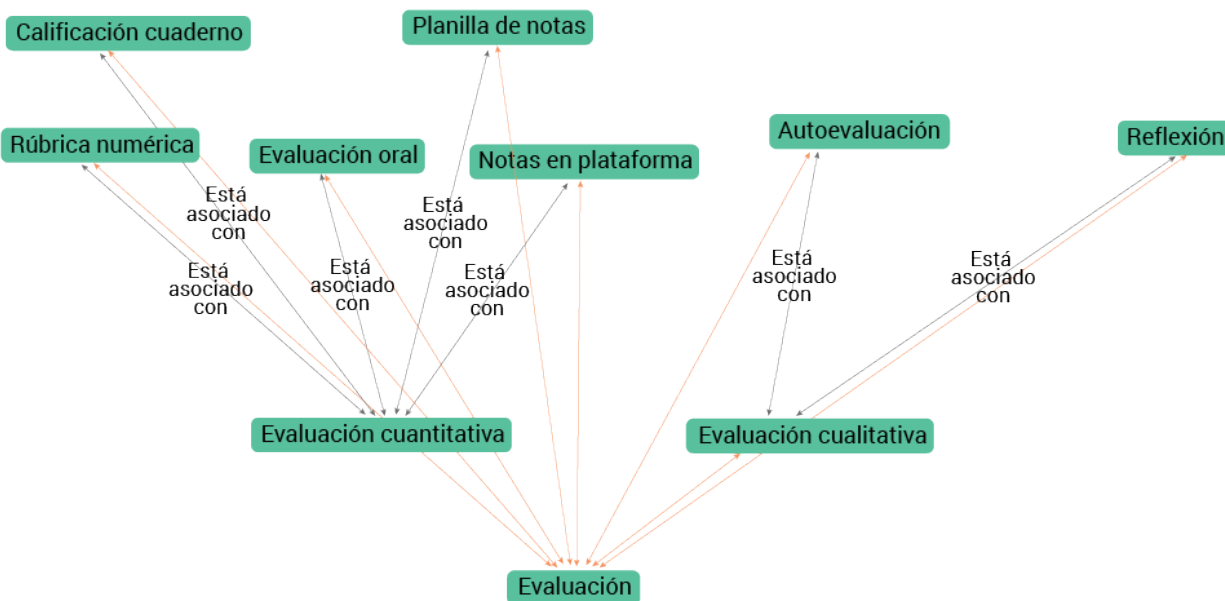 Calificación cuaderno
Planilla de notas
Rúbrica numérica
Evaluación oral
Notas en plataforma
Autoevaluación
Reflexión
Está
asociado
con
Está
asociado
con
Está
asociado
con
Está
asociado
con
Está
asociado
con
Está
asociado
con
Está
asociado
con
Evaluación cuantitativa
Evaluación cualitativa
Evaluación